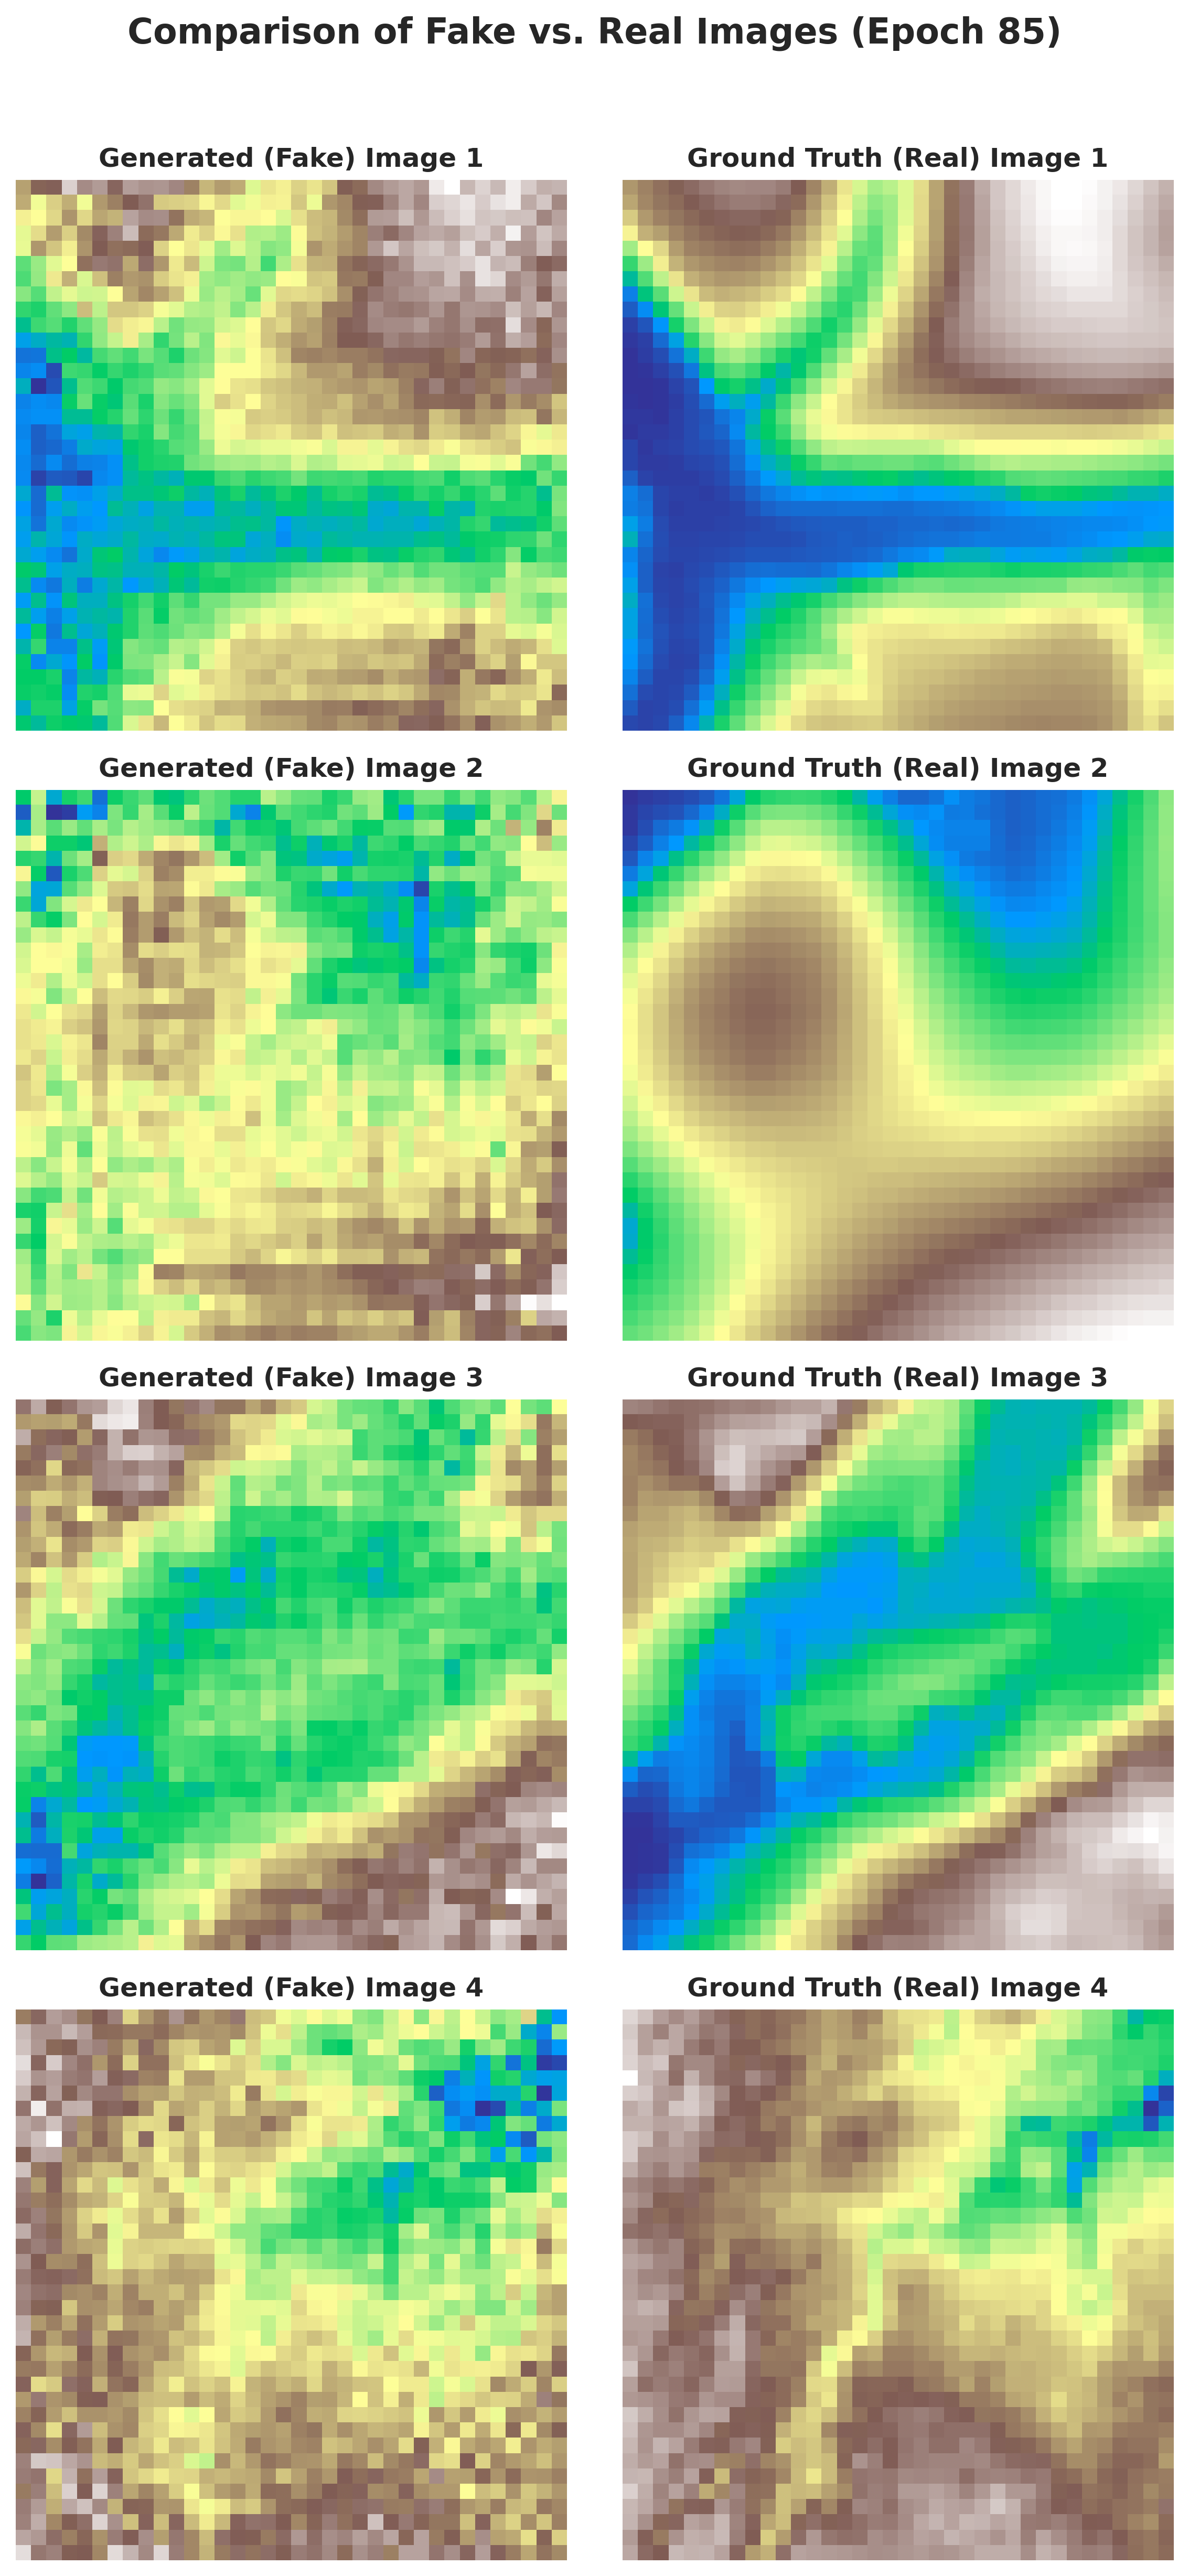 Comparison of Fake vs. Real Images (Epoch 85)
Generated (Fake) Image 1
Ground Truth (Real) Image 1
Generated (Fake) Image 2
Ground Truth (Real) Image 2
Generated (Fake) Image 3
Ground Truth (Real) Image 3
Generated (Fake) Image 4
Ground Truth (Real) Image 4